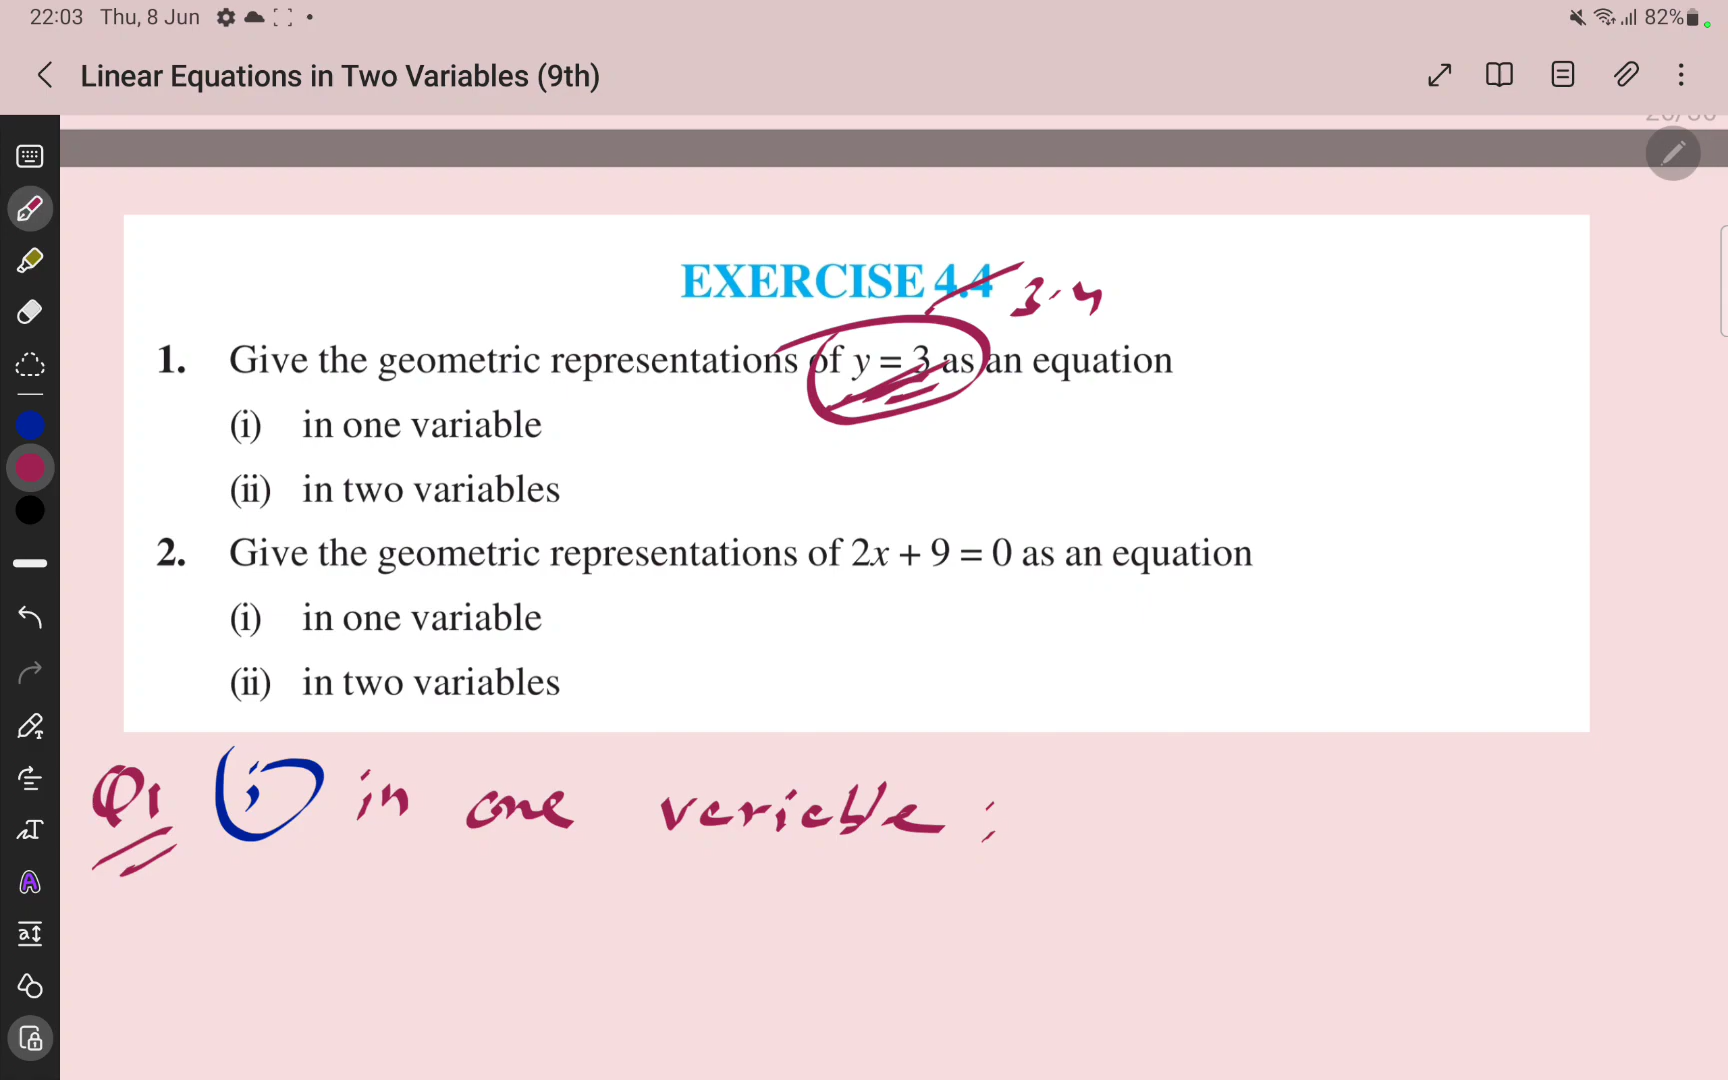 22:03 Thu, 8 Jun
82%
Linear Equations in Two Variables (9th)
EXERCISE 4.4
3.4
1. Give the geometric representations of y = 3 as an equation
(i) in one variable
(ii) in two variables
2. Give the geometric representations of 2x + 9 = 0 as an equation
(i) in one variable
(ii) in two variables
Q1 (i) in one variable :